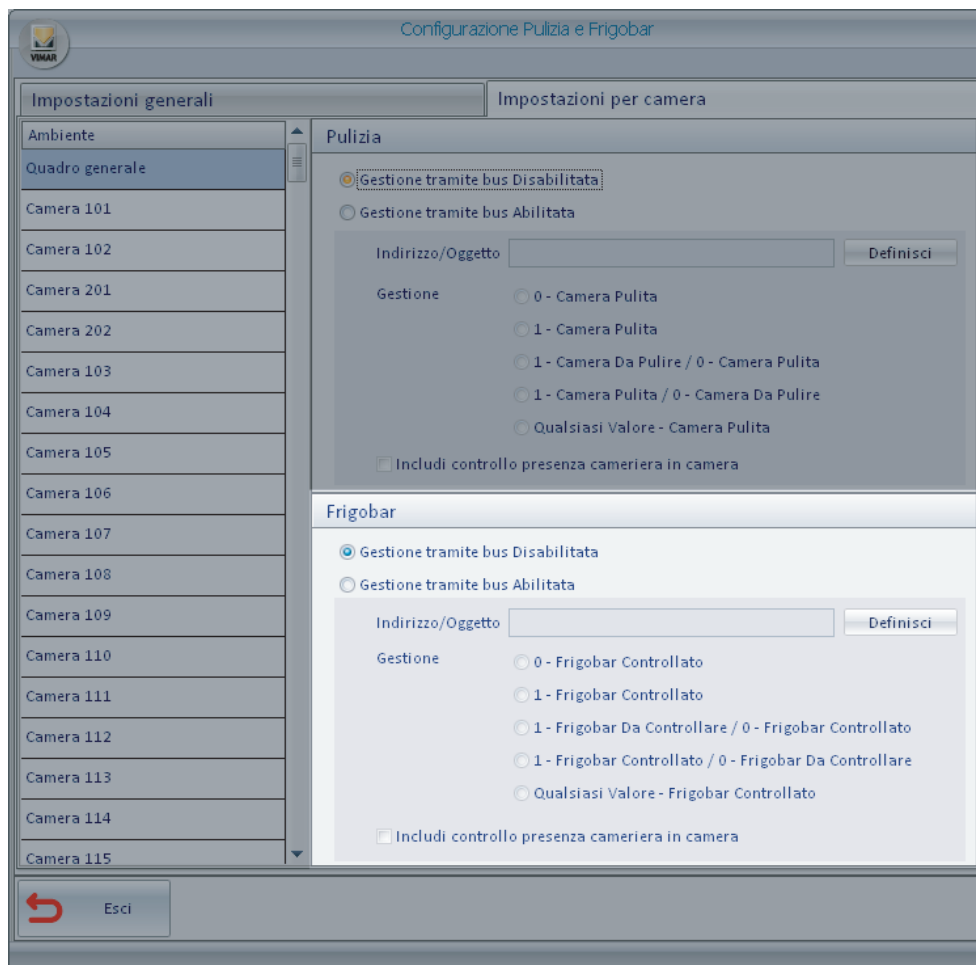 Configurazione Pulizia e Frigobar
VIMAR
Impostazioni generali
Impostazioni per camera
Ambiente
Quadro generale
Camera 101
Camera 102
Camera 201
Camera 202
Camera 103
Camera 104
Camera 105
Camera 106
Camera 107
Camera 108
Camera 109
Camera 110
Camera 111
Camera 112
Camera 113
Camera 114
Camera 115
Pulizia
Gestione tramite bus Disabilitata
Gestione tramite bus Abilitata
Indirizzo/Oggetto
Definisci
Gestione
0 - Camera Pulita
1 - Camera Pulita
1 - Camera Da Pulire / 0 - Camera Pulita
1 - Camera Pulita / 0 - Camera Da Pulire
Qualsiasi Valore - Camera Pulita
Includi controllo presenza cameriera in camera
Frigobar
Gestione tramite bus Disabilitata
Gestione tramite bus Abilitata
Indirizzo/Oggetto
Definisci
Gestione
0 - Frigobar Controllato
1 - Frigobar Controllato
1 - Frigobar Da Controllare / 0 - Frigobar Controllato
1 - Frigobar Controllato / 0 - Frigobar Da Controllare
Qualsiasi Valore - Frigobar Controllato
Includi controllo presenza cameriera in camera
Esci